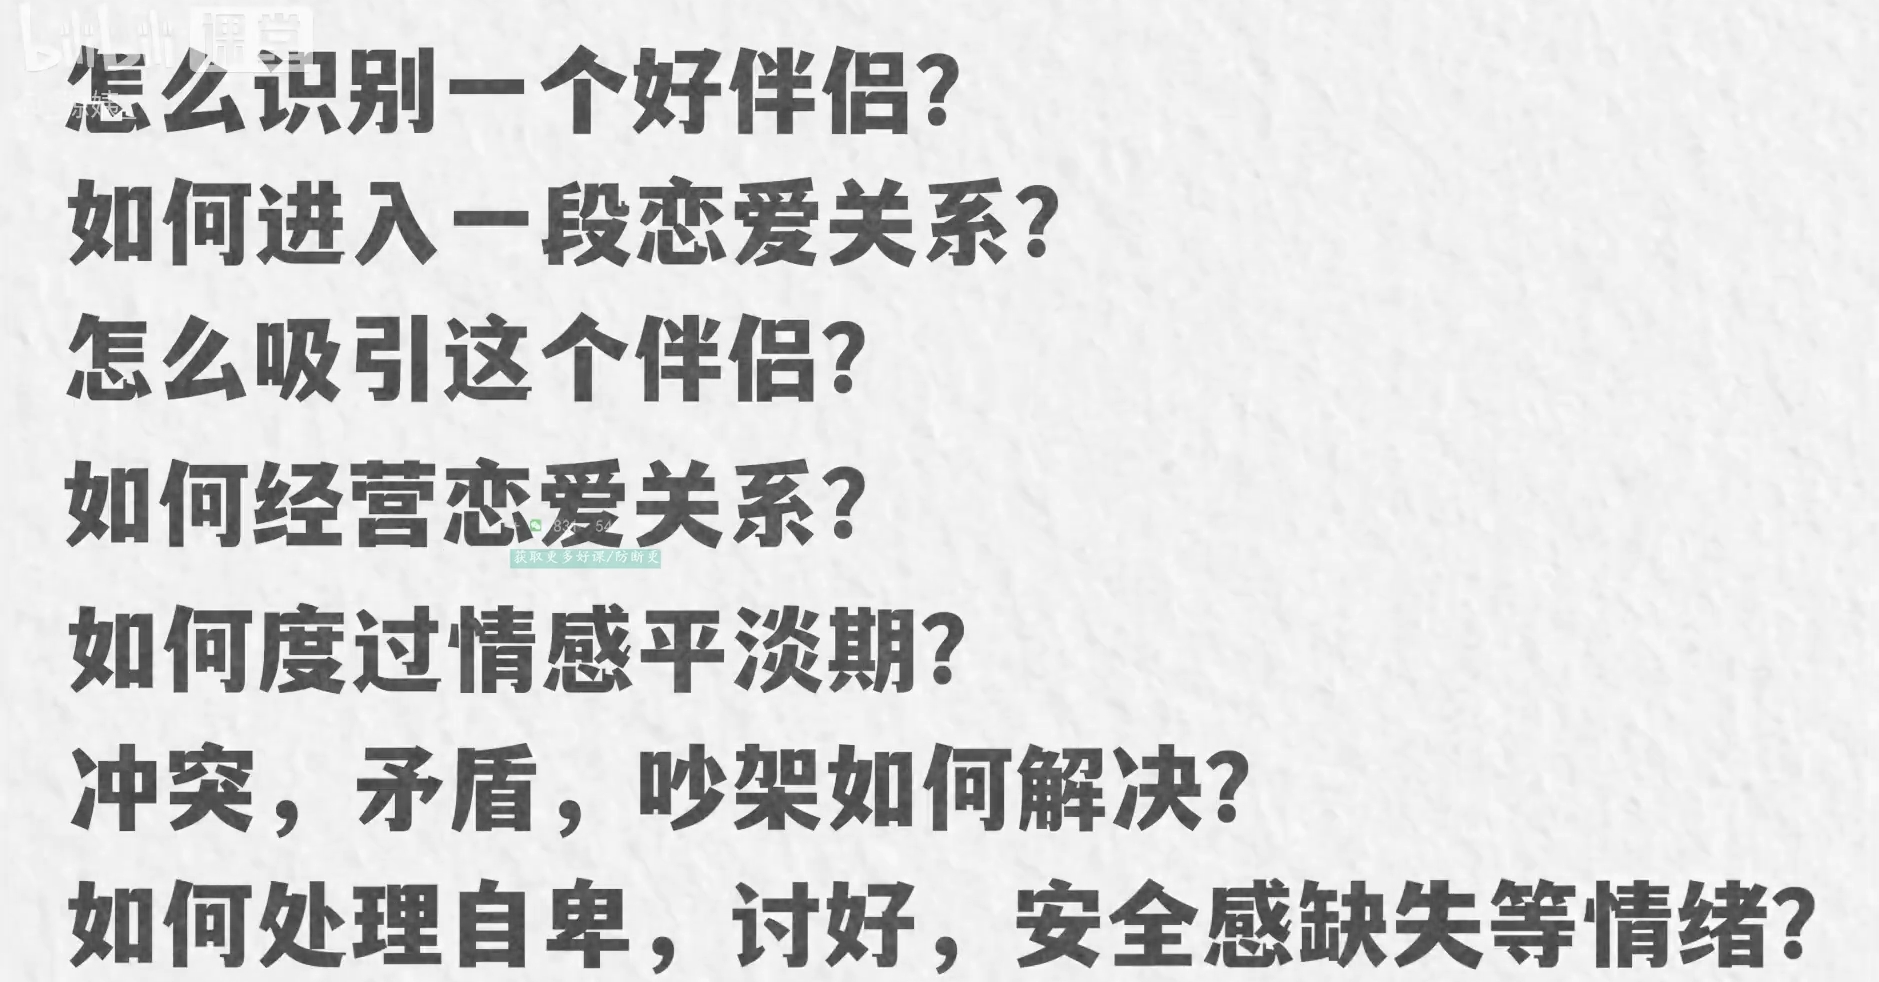 bilibili 课堂
怎么识别一个好伴侣?
如何进入一段恋爱关系?
怎么吸引这个伴侣?
如何经营恋爱关系?
获取更多好课/防断更
如何度过情感平淡期?
冲突，矛盾，吵架如何解决?
如何处理自卑，讨好，安全感缺失等情绪?